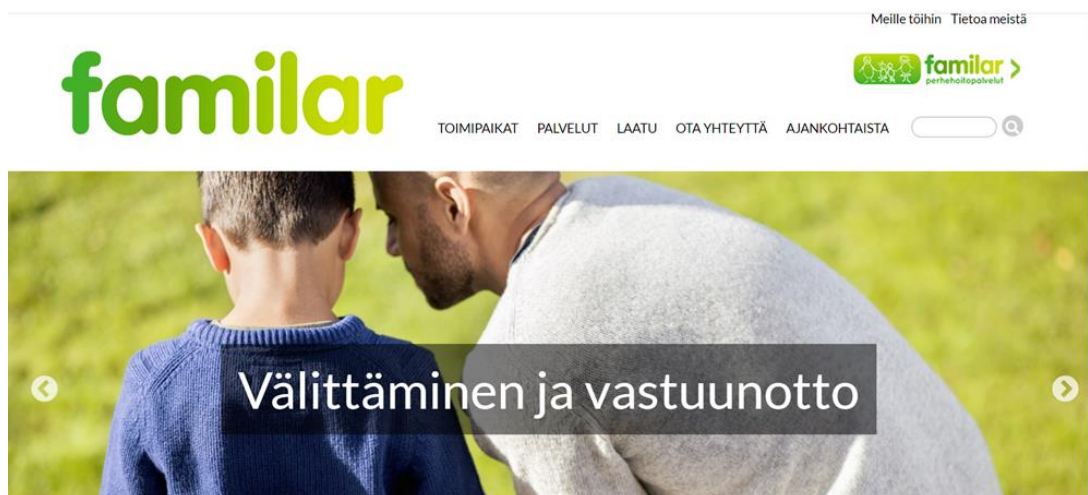 Meille töihin Tietoa meistä
familar
familar
perhehoitopalvelut
TOIMIPAIKAT PALVELUT LAATU OTA YHTEYTTÄ AJANKOHTAISTA
Välittäminen ja vastuunotto